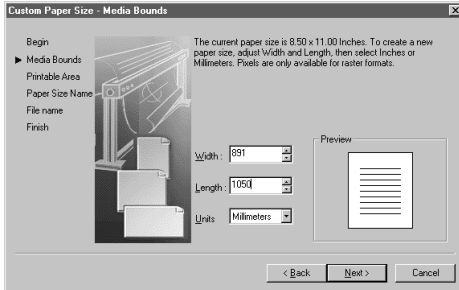 Custom Paper Size - Media Bounds
Begin
Media Bounds
Printable Area
Paper Size Name
File name
Finish
The current paper size is 8.50 x 11.00 Inches. To create a new
paper size, adjust Width and Length, then select Inches or
Millimeters. Pixels are only available for raster formats.
Width : 891
Length : 1050
Units Millimeters
Preview
< Back Next > Cancel